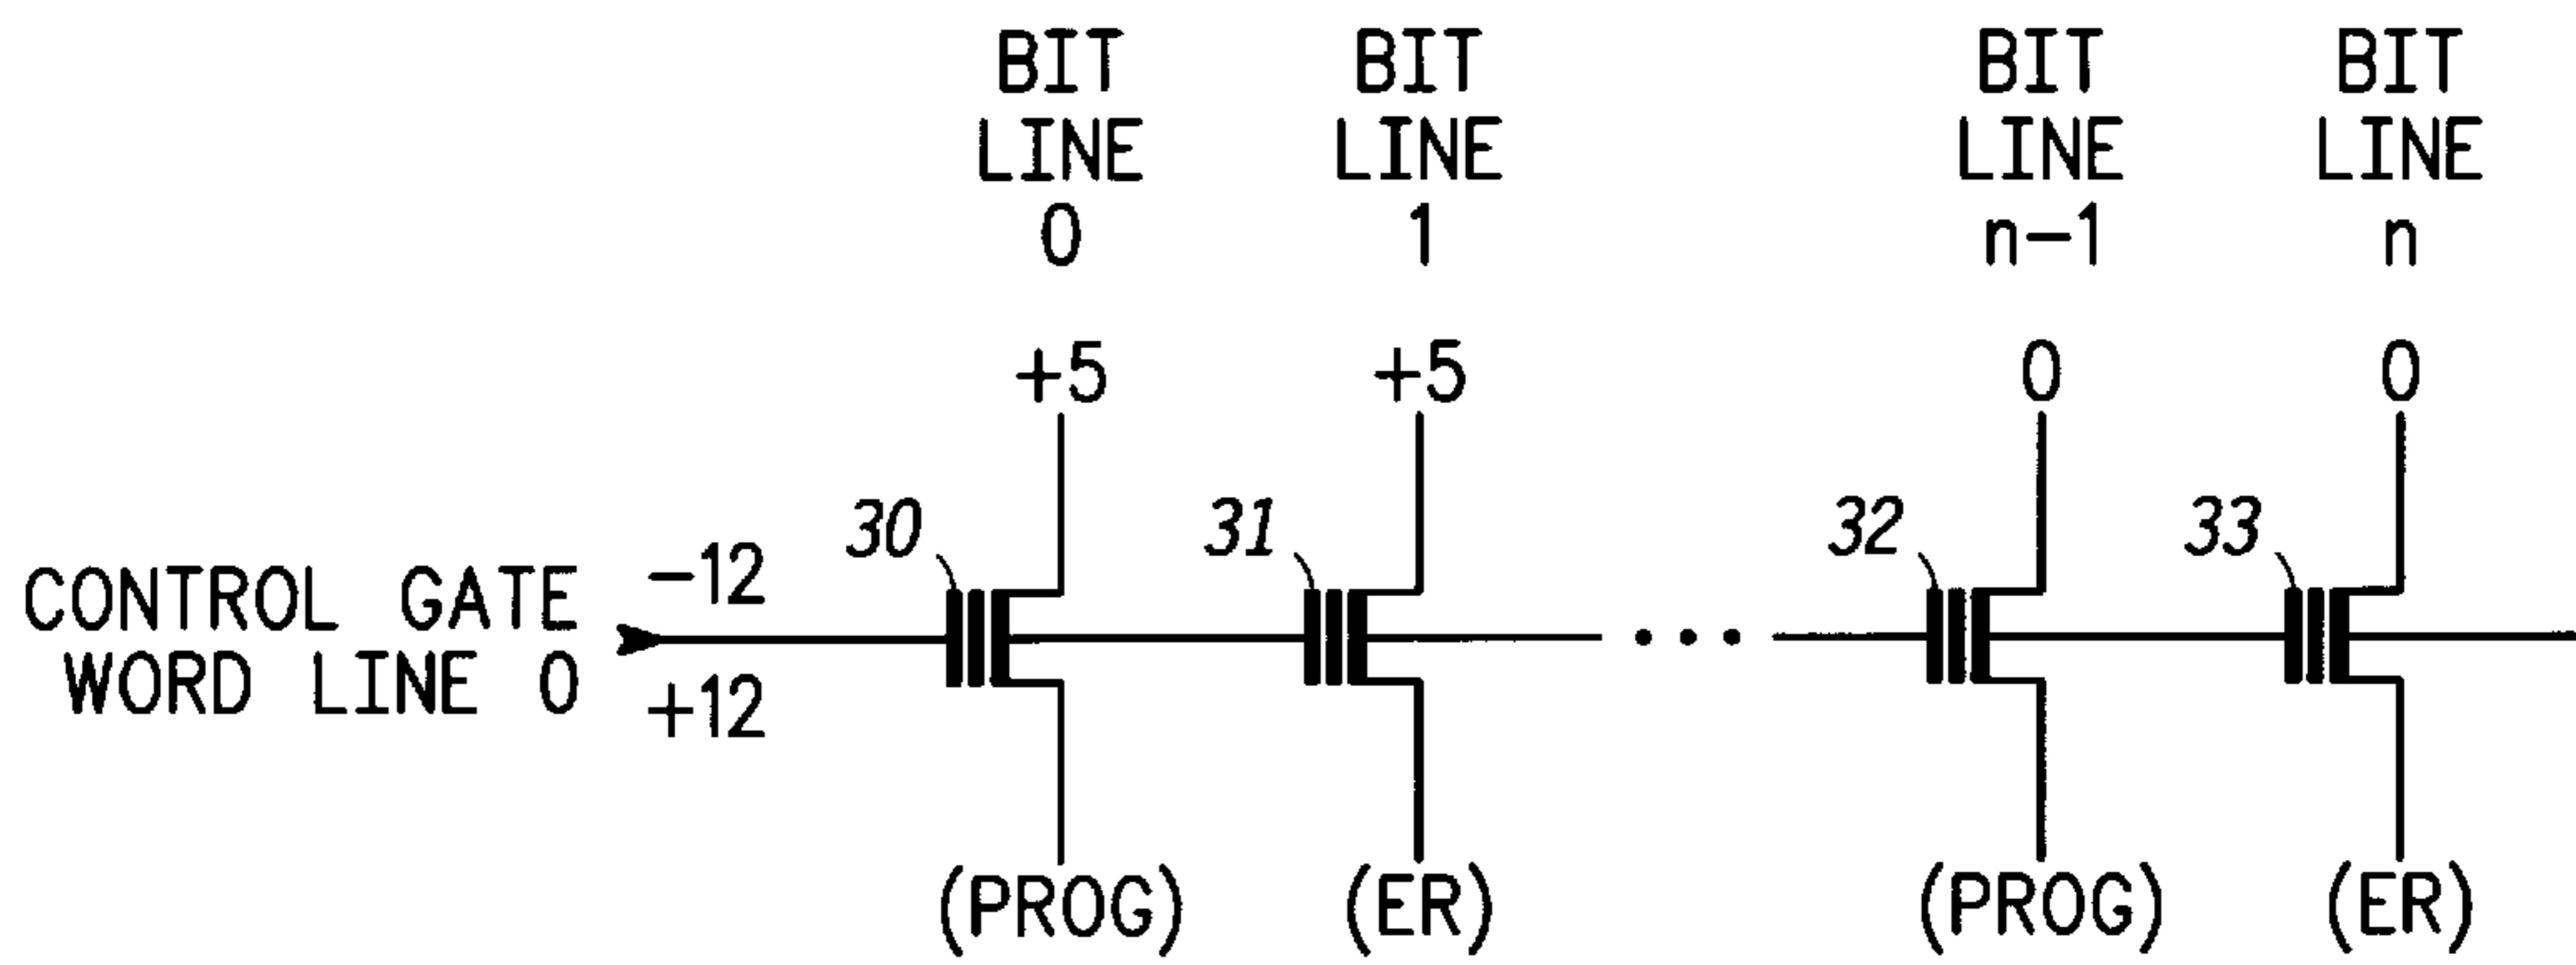 BIT BIT BIT BIT
LINE LINE LINE LINE
0 1 n-1 n
+5 +5 0 0
30 31 32 33
-12
CONTROL GATE
WORD LINE 0
+12
(PROG) (ER) (PROG) (ER)